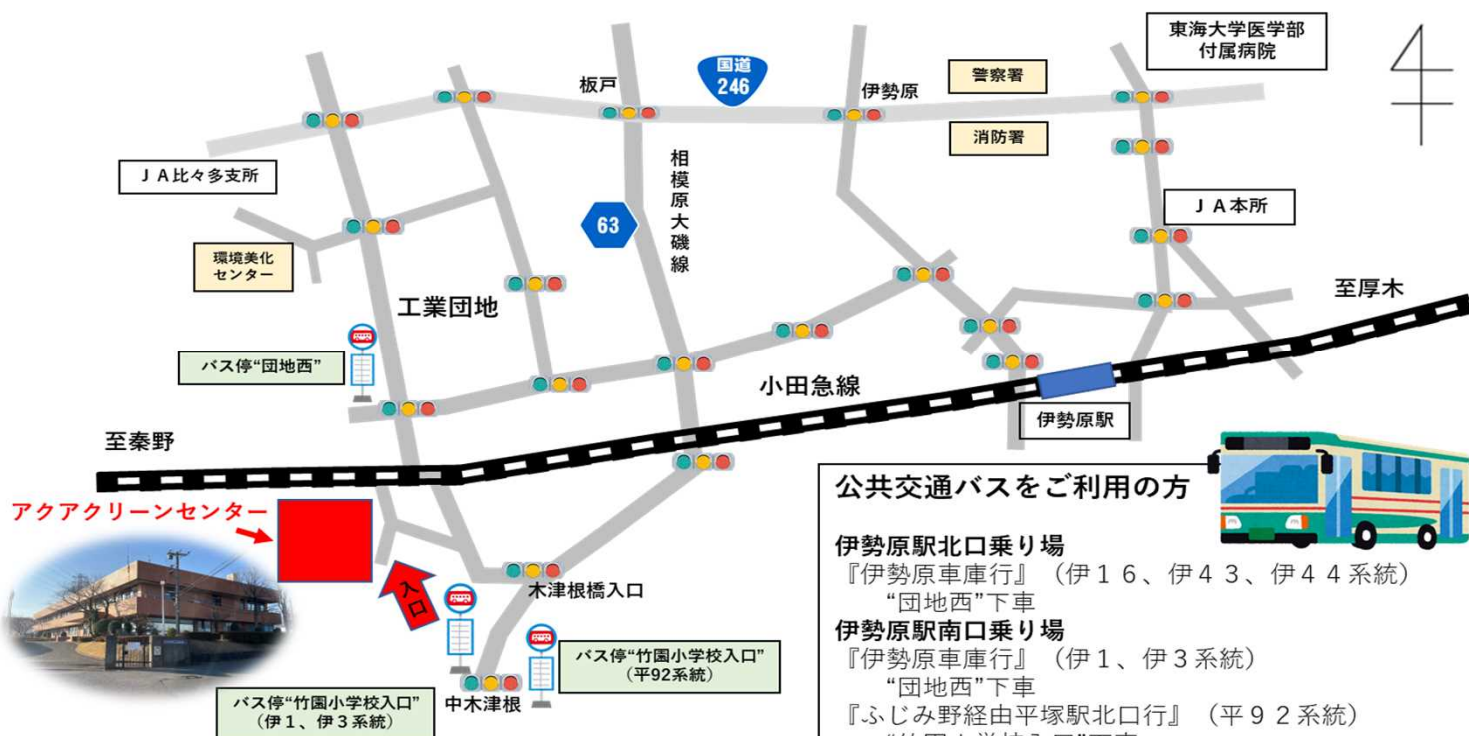 東海大学医学部
付属病院
国道
246
警察署
板戸
伊勢原
消防署
ＪＡ比々多支所
相模原大磯線
63
ＪＡ本所
環境美化
センター
工業団地
至厚木
バス停“団地西”
小田急線
伊勢原駅
至秦野
アクアクリーンセンター
入口
木津根橋入口
バス停“竹園小学校入口”
（平92系統）
バス停“竹園小学校入口”
（伊１、伊３系統）
中木津根
公共交通バスをご利用の方
伊勢原駅北口乗り場
『伊勢原車庫行』（伊１６、伊４３、伊４４系統）
“団地西”下車
伊勢原駅南口乗り場
『伊勢原車庫行』（伊１、伊３系統）
“団地西”下車
『ふじみ野経由平塚駅北口行』（平９２系統）